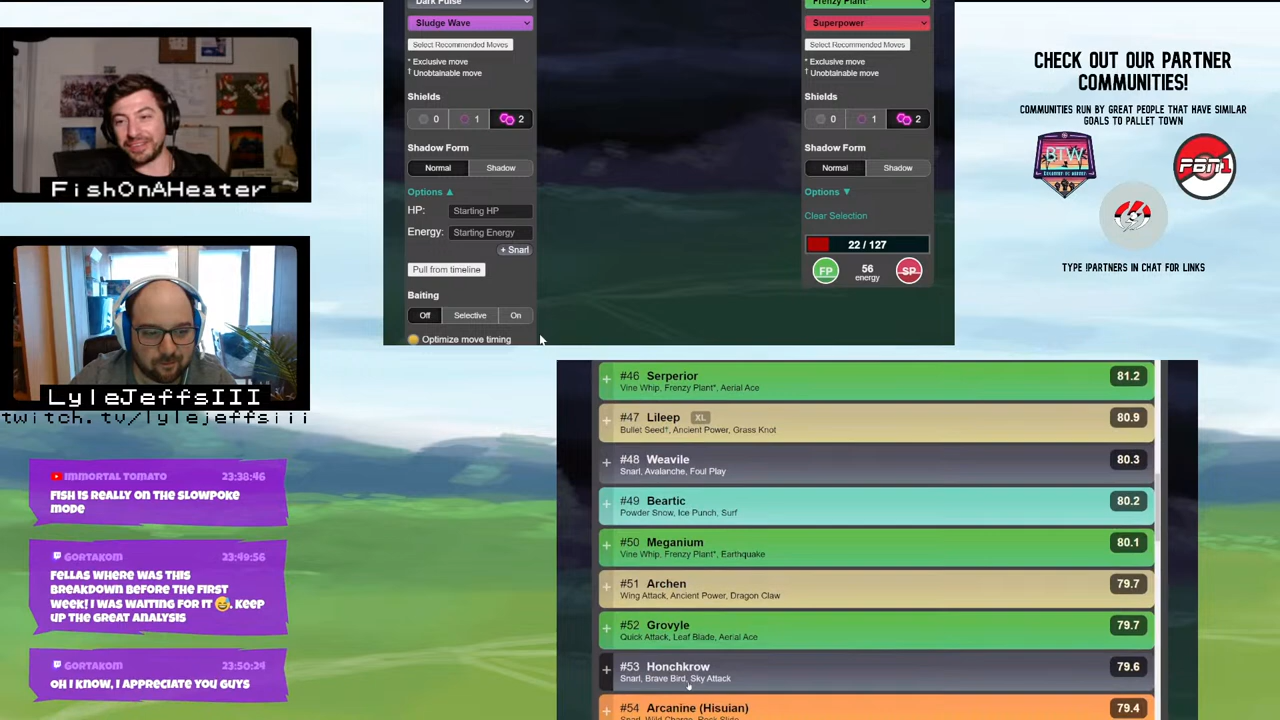 Dark Pulse
Sludge Wave
Select Recommended Moves
* Exclusive move
† Unobtainable move
Shields
0 1 2
Shadow Form
Normal Shadow
Options ▲
HP: Starting HP
Energy: Starting Energy
+ Snarl
Pull from timeline
Baiting
Off Selective On
Optimize move timing
Frenzy Plant*
Superpower
Select Recommended Moves
* Exclusive move
† Unobtainable move
Shields
0 1 2
Shadow Form
Normal Shadow
Options ▼
Clear Selection
22 / 127
FP
56
energy
SP
CHECK OUT OUR PARTNER
COMMUNITIES!
COMMUNITIES RUN BY GREAT PEOPLE THAT HAVE SIMILAR
GOALS TO PALLET TOWN
BTW
PBN1
TYPE !PARTNERS IN CHAT FOR LINKS
FishOnAHeater
LyleJeffsIII
twitch.tv/lylejeffsiii
IMMORTAL TOMATO 23:38:46
FISH IS REALLY ON THE SLOWPOKE
MODE
GORTAKOM 23:49:56
FELLAS WHERE WAS THIS
BREAKDOWN BEFORE THE FIRST
WEEK! I WAS WAITING FOR IT 😅. KEEP
UP THE GREAT ANALYSIS
GORTAKOM 23:50:24
OH I KNOW, I APPRECIATE YOU GUYS
#46 Serperior 81.2
Vine Whip, Frenzy Plant*, Aerial Ace
#47 Lileep XL 80.9
Bullet Seed†, Ancient Power, Grass Knot
#48 Weavile 80.3
Snarl, Avalanche, Foul Play
#49 Beartic 80.2
Powder Snow, Ice Punch, Surf
#50 Meganium 80.1
Vine Whip, Frenzy Plant*, Earthquake
#51 Archen 79.7
Wing Attack, Ancient Power, Dragon Claw
#52 Grovyle 79.7
Quick Attack, Leaf Blade, Aerial Ace
#53 Honchkrow 79.6
Snarl, Brave Bird, Sky Attack
#54 Arcanine (Hisuian) 79.4
Snarl, Wild Charge, Rock Slide